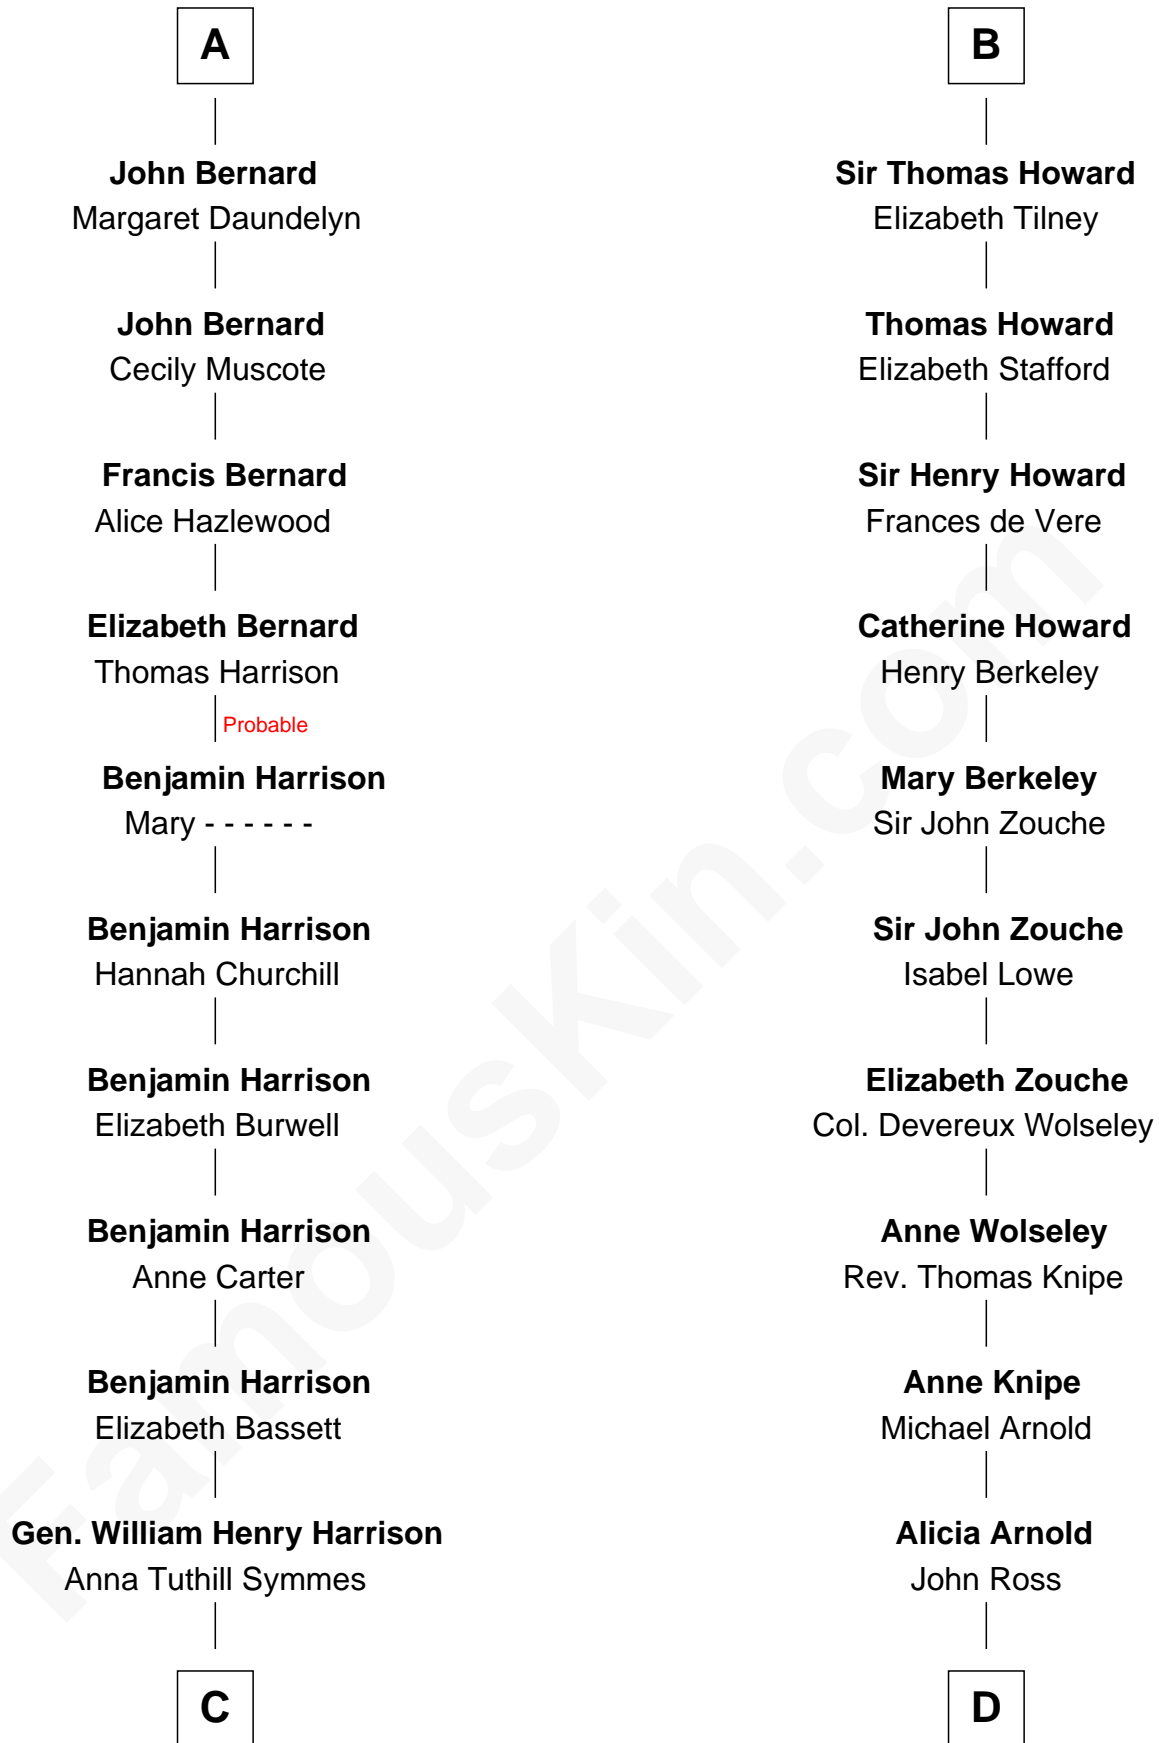 A
John Bernard
Margaret Daundelyn
John Bernard
Cecily Muscote
Francis Bernard
Alice Hazlewood
Elizabeth Bernard
Thomas Harrison
Probable
Benjamin Harrison
Mary - - - - - -
Benjamin Harrison
Hannah Churchill
Benjamin Harrison
Elizabeth Burwell
Benjamin Harrison
Anne Carter
Benjamin Harrison
Elizabeth Bassett
Gen. William Henry Harrison
Anna Tuthill Symmes
C
B
Sir Thomas Howard
Elizabeth Tilney
Thomas Howard
Elizabeth Stafford
Sir Henry Howard
Frances de Vere
Catherine Howard
Henry Berkeley
Mary Berkeley
Sir John Zouche
Sir John Zouche
Isabel Lowe
Elizabeth Zouche
Col. Devereux Wolseley
Anne Wolseley
Rev. Thomas Knipe
Anne Knipe
Michael Arnold
Alicia Arnold
John Ross
D
FamousKin.com